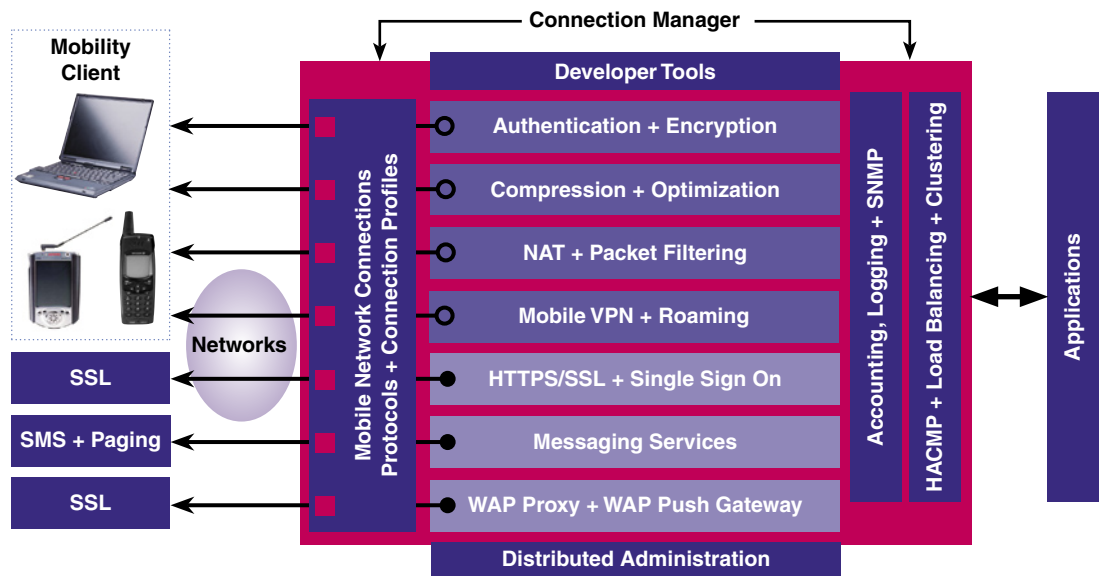 Connection Manager
Mobility
Client
Developer Tools
Authentication + Encryption
Compression + Optimization
NAT + Packet Filtering
Mobile VPN + Roaming
HTTPS/SSL + Single Sign On
Messaging Services
WAP Proxy + WAP Push Gateway
Distributed Administration
Mobile Network Connections
Protocols + Connection Profiles
Networks
SSL
SMS + Paging
SSL
Accounting, Logging + SNMP
HACMP + Load Balancing + Clustering
Applications